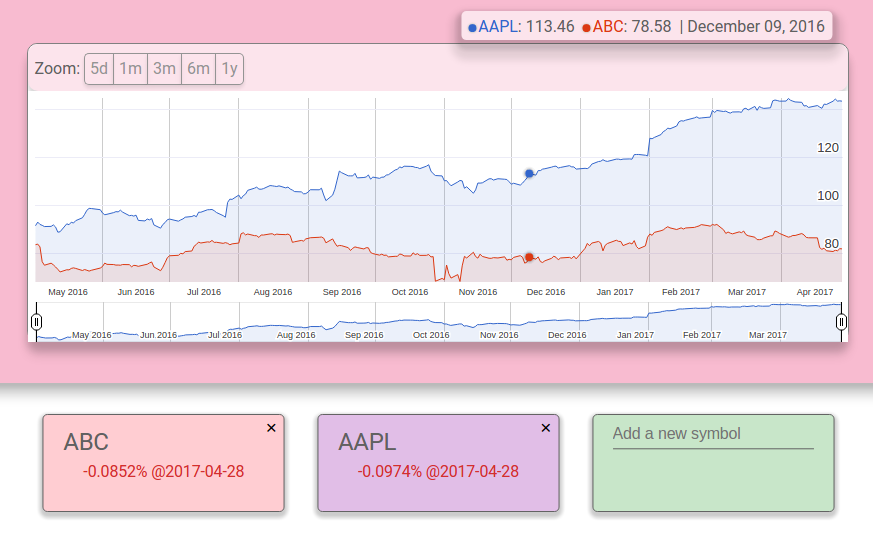 AAPL: 113.46 ABC: 78.58 | December 09, 2016
Zoom: 5d 1m 3m 6m 1y
120
100
80
May 2016 Jun 2016 Jul 2016 Aug 2016 Sep 2016 Oct 2016 Nov 2016 Dec 2016 Jan 2017 Feb 2017 Mar 2017 Apr 2017
May 2016 Jun 2016 Jul 2016 Aug 2016 Sep 2016 Oct 2016 Nov 2016 Dec 2016 Jan 2017 Feb 2017 Mar 2017
ABC ×
-0.0852% @2017-04-28
AAPL ×
-0.0974% @2017-04-28
Add a new symbol